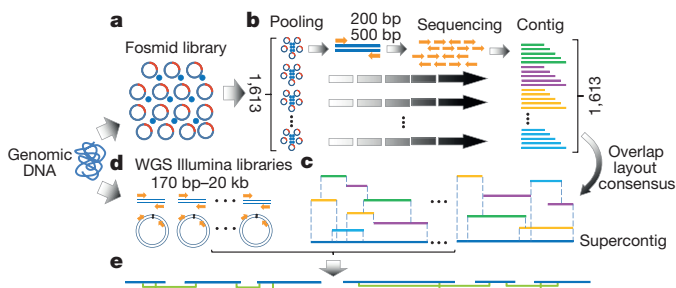 a
Fosmid library
b
Pooling
200 bp
500 bp
Sequencing
Contig
1,613
1,613
Genomic
DNA
d
WGS Illumina libraries
170 bp–20 kb
c
Overlap
layout
consensus
Supercontig
e